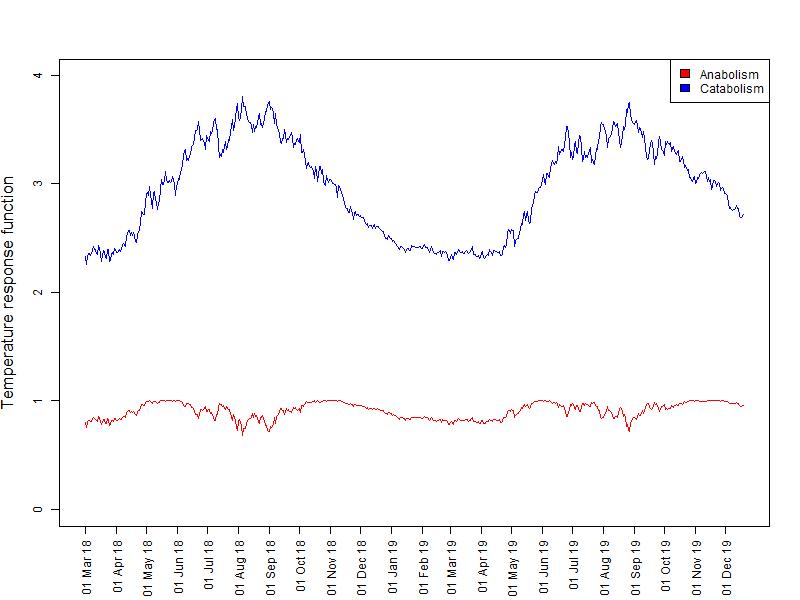 Anabolism
Catabolism
Temperature response function
4
3
2
1
0
01 Mar 18
01 Apr 18
01 May 18
01 Jun 18
01 Jul 18
01 Aug 18
01 Sep 18
01 Oct 18
01 Nov 18
01 Dec 18
01 Jan 19
01 Feb 19
01 Mar 19
01 Apr 19
01 May 19
01 Jun 19
01 Jul 19
01 Aug 19
01 Sep 19
01 Oct 19
01 Nov 19
01 Dec 19